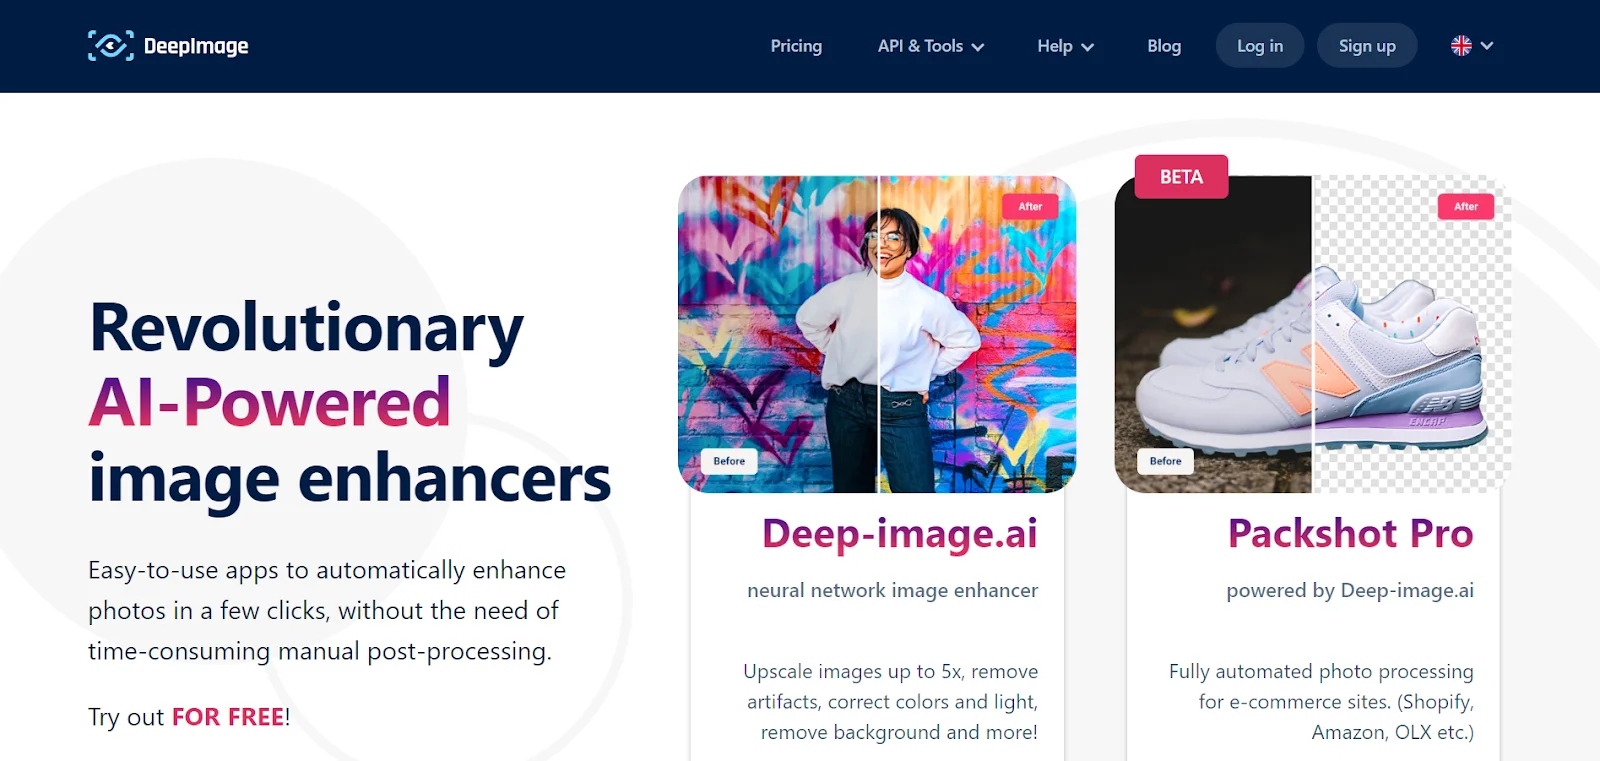 DeepImage
Pricing
API & Tools
Help
Blog
Log in
Sign up
Revolutionary
AI-Powered
image enhancers
Easy-to-use apps to automatically enhance
photos in a few clicks, without the need of
time-consuming manual post-processing.
Try out FOR FREE!
After
Before
Deep-image.ai
neural network image enhancer
Upscale images up to 5x, remove
artifacts, correct colors and light,
remove background and more!
BETA
After
N
ENCAP
Before
Packshot Pro
powered by Deep-image.ai
Fully automated photo processing
for e-commerce sites. (Shopify,
Amazon, OLX etc.)